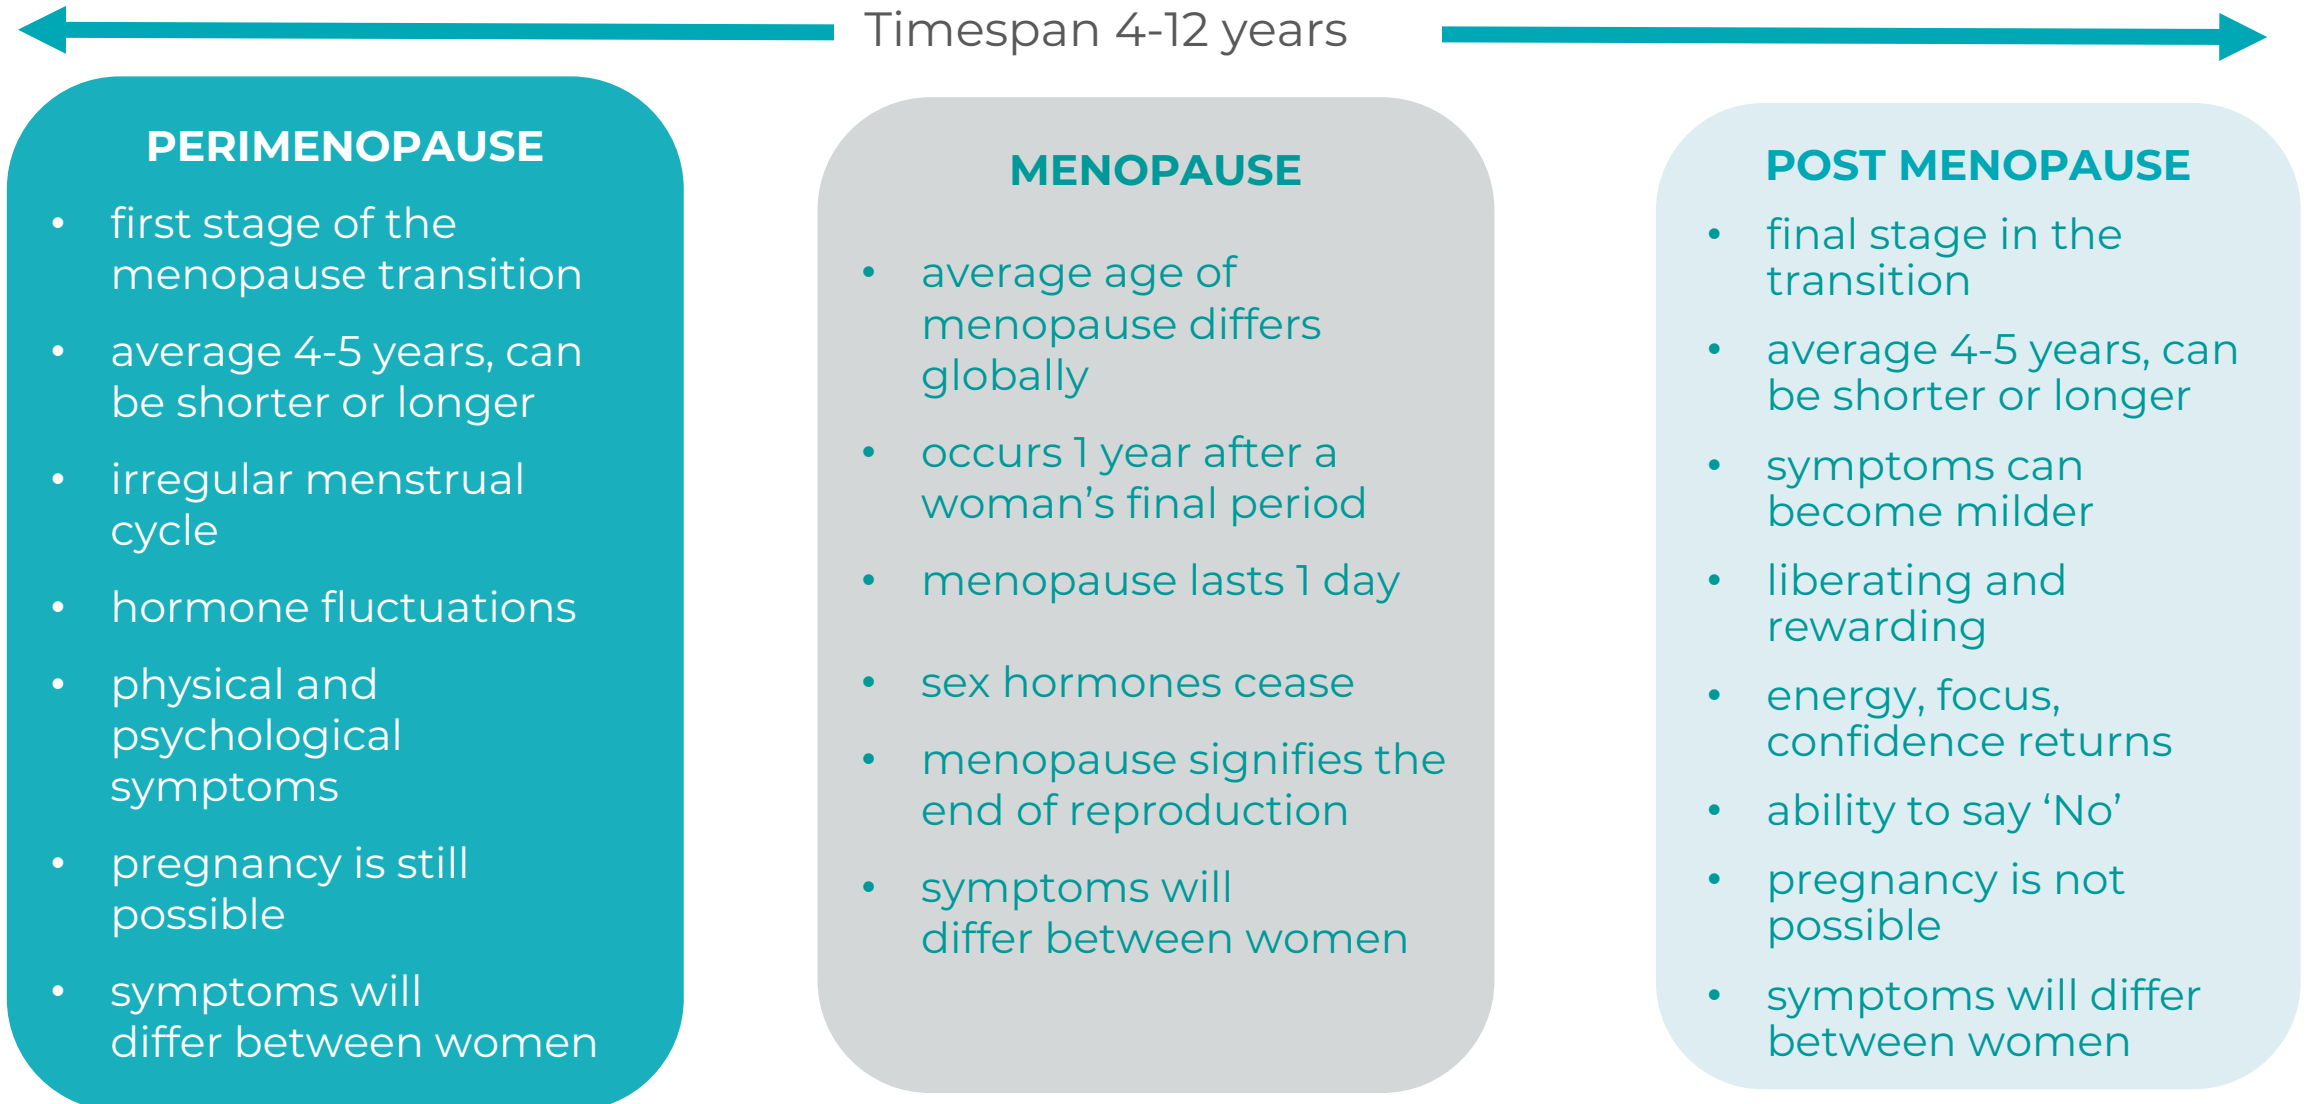 Timespan 4-12 years
PERIMENOPAUSE
• first stage of the
menopause transition
• average 4-5 years, can
be shorter or longer
• irregular menstrual
cycle
• hormone fluctuations
• physical and
psychological
symptoms
• pregnancy is still
possible
• symptoms will
differ between women
MENOPAUSE
• average age of
menopause differs
globally
• occurs 1 year after a
woman’s final period
• menopause lasts 1 day
• sex hormones cease
• menopause signifies the
end of reproduction
• symptoms will
differ between women
POST MENOPAUSE
• final stage in the
transition
• average 4-5 years, can
be shorter or longer
• symptoms can
become milder
• liberating and
rewarding
• energy, focus,
confidence returns
• ability to say ‘No’
• pregnancy is not
possible
• symptoms will differ
between women